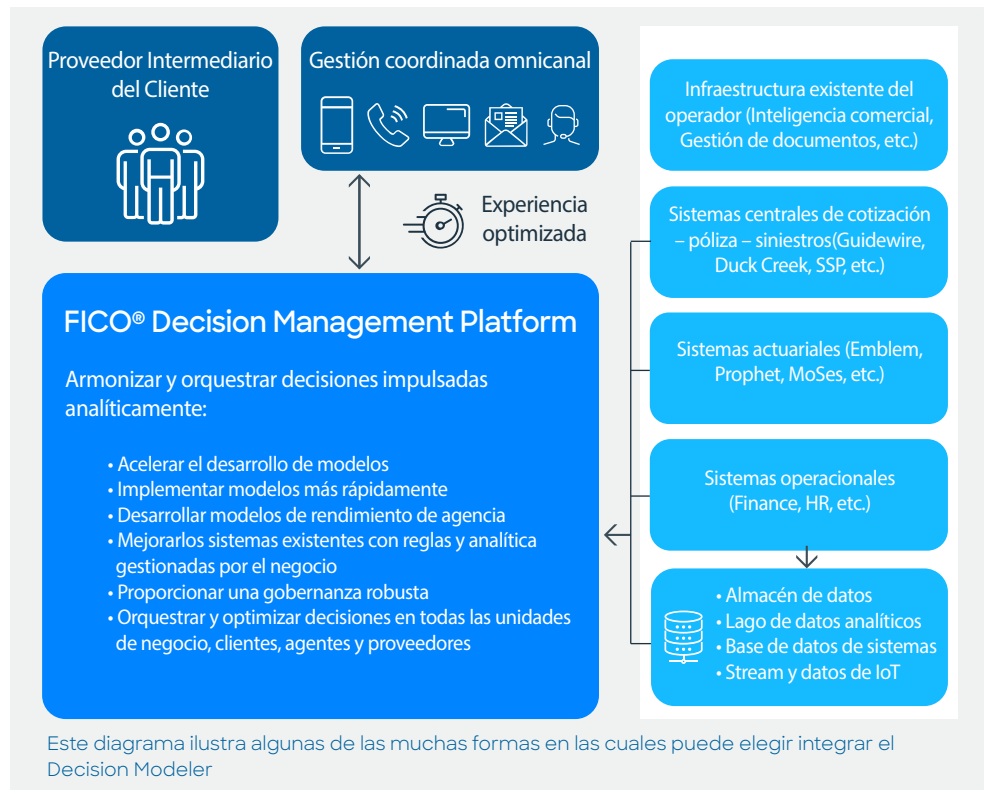 Proveedor Intermediario
del Cliente
Gestión coordinada omnicanal
Experiencia
optimizada
FICO® Decision Management Platform
Armonizar y orquestrar decisiones impulsadas
analíticamente:
• Acelerar el desarrollo de modelos
• Implementar modelos más rápidamente
• Desarrollar modelos de rendimiento de agencia
• Mejorarlos sistemas existentes con reglas y analítica
gestionadas por el negocio
• Proporcionar una gobernanza robusta
• Orquestrar y optimizar decisiones en todas las unidades
de negocio, clientes, agentes y proveedores
Infraestructura existente del
operador (Inteligencia comercial,
Gestión de documentos, etc.)
Sistemas centrales de cotización
– póliza – siniestros(Guidewire,
Duck Creek, SSP, etc.)
Sistemas actuariales (Emblem,
Prophet, MoSes, etc.)
Sistemas operacionales
(Finance, HR, etc.)
• Almacén de datos
• Lago de datos analíticos
• Base de datos de sistemas
• Stream y datos de IoT
Este diagrama ilustra algunas de las muchas formas en las cuales puede elegir integrar el
Decision Modeler